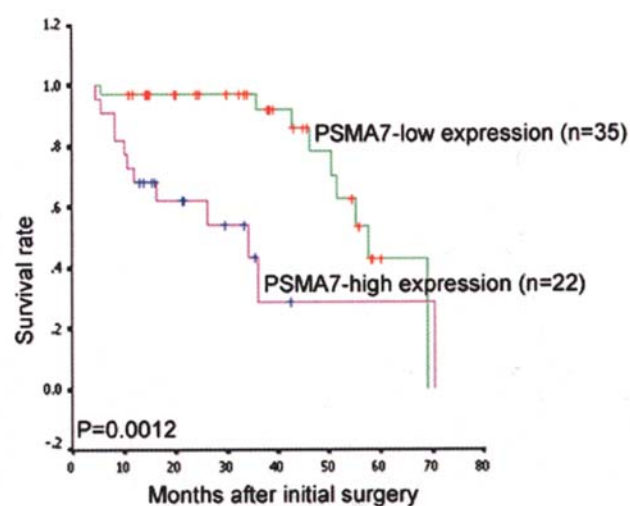 1.2
1.0
.8
.6
.4
.2
0.0
-.2
Survival rate
PSMA7-low expression (n=35)
PSMA7-high expression (n=22)
P=0.0012
0 10 20 30 40 50 60 70 80
Months after initial surgery